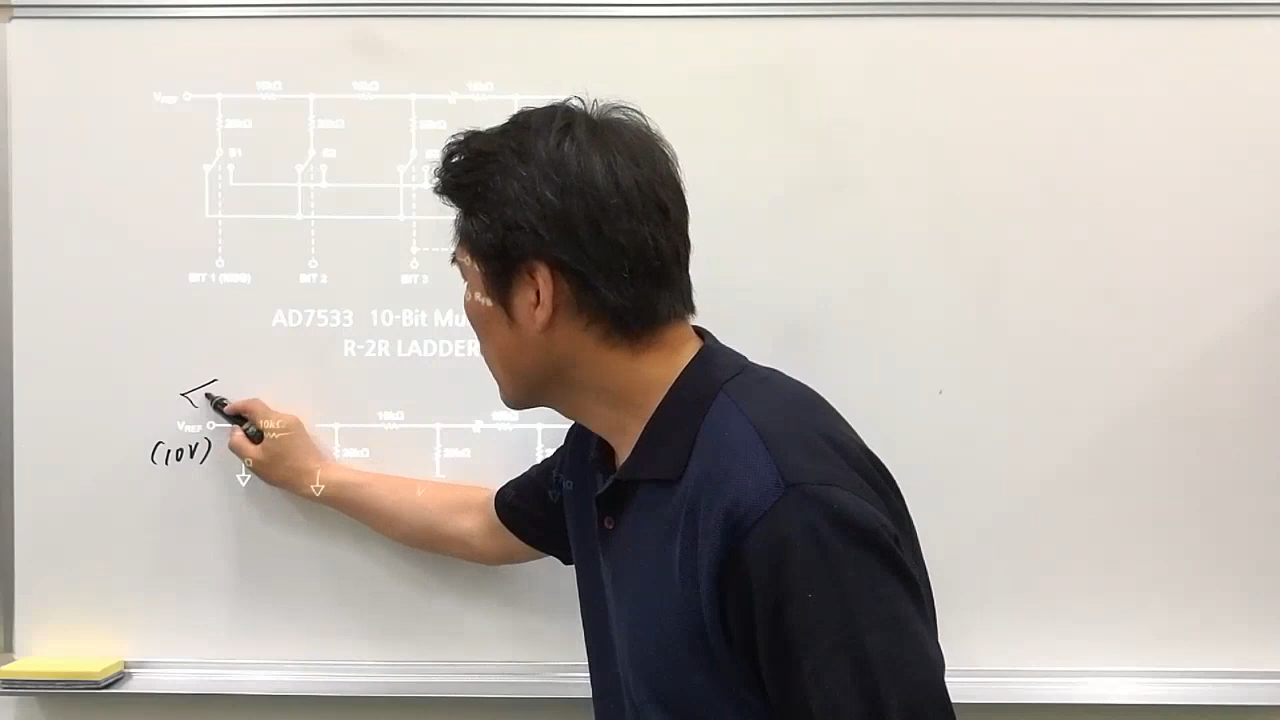 VREF 10kΩ 10kΩ 10kΩ
20kΩ 20kΩ 20kΩ
S1 S2
BIT 1 (MSB) BIT 2 BIT 3
AD7533 10-Bit
R-2R LADDER
VREF 10kΩ 10kΩ
(10V) 20kΩ 20kΩ